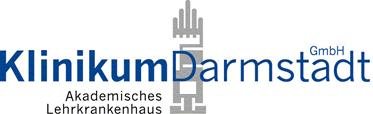 GmbH
KlinikumDarmstadt
Akademisches
Lehrkrankenhaus